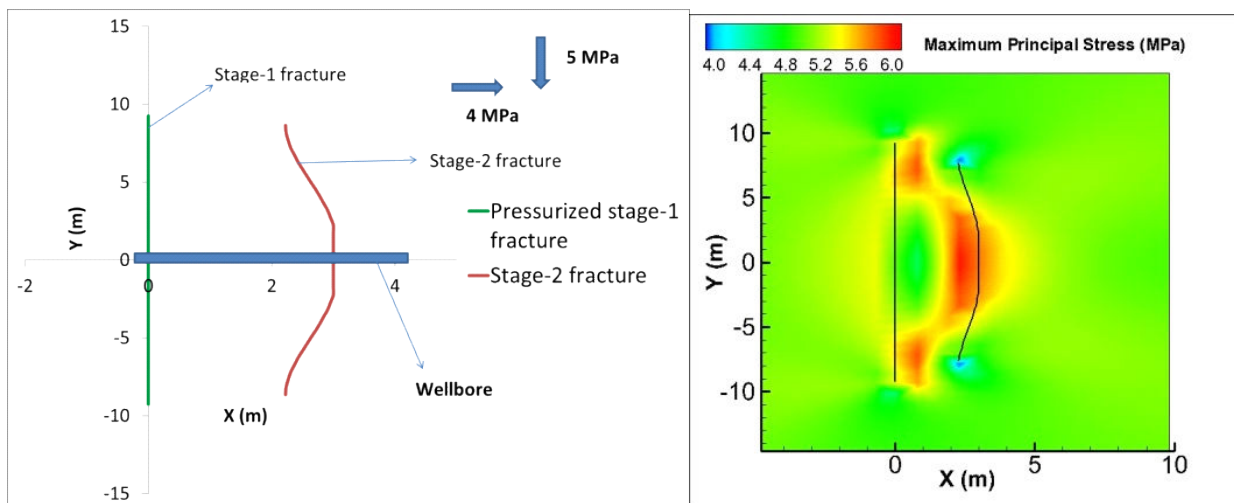 15
Stage-1 fracture
5 MPa
10
4 MPa
Stage-2 fracture
5
Pressurized stage-1
fracture
Stage-2 fracture
Y (m)
0
-2
0
2
4
-5
Wellbore
-10
X (m)
-15
Maximum Principal Stress (MPa)
4.0 4.4 4.8 5.2 5.6 6.0
10
5
Y (m)
0
-5
-10
0
5
10
X (m)